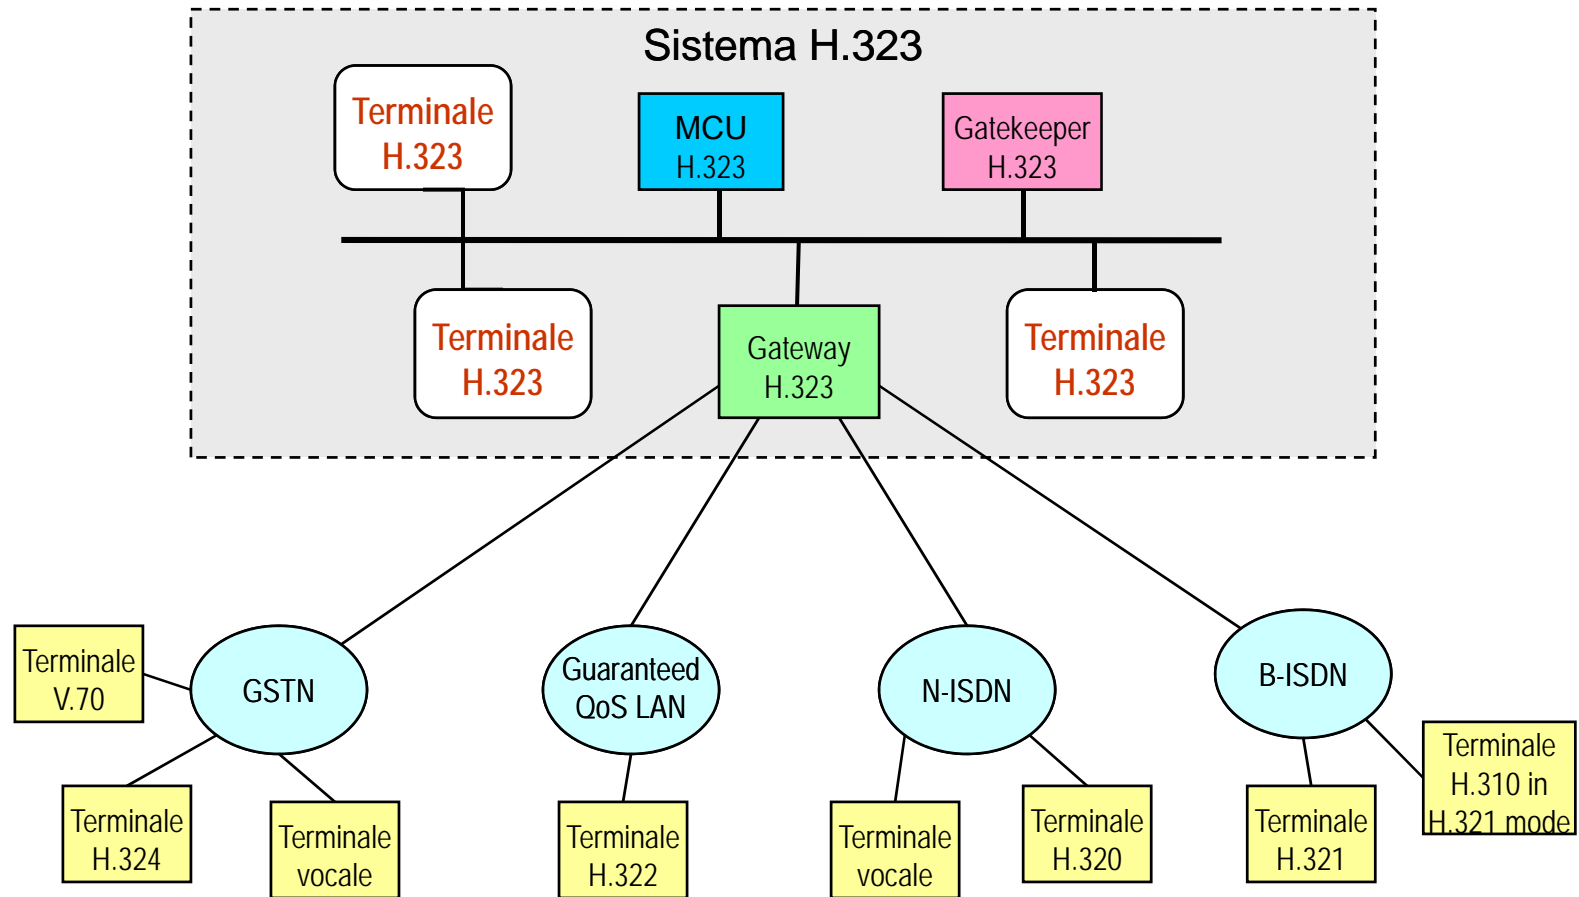 Sistema H.323
Terminale
H.323
MCU
H.323
Gatekeeper
H.323
Terminale
H.323
Gateway
H.323
Terminale
H.323
Terminale
V.70
GSTN
Guaranteed
QoS LAN
N-ISDN
B-ISDN
Terminale
H.324
Terminale
vocale
Terminale
H.322
Terminale
vocale
Terminale
H.320
Terminale
H.321
Terminale
H.310 in
H.321 mode